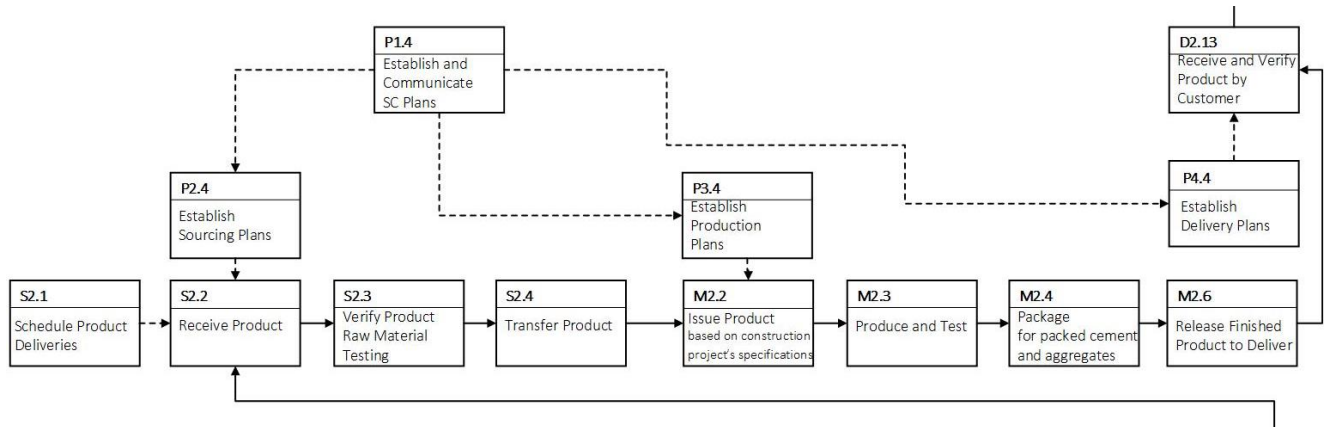 P1.4
Establish and
Communicate
SC Plans
D2.13
Receive and Verify
Product by
Customer
P2.4
Establish
Sourcing Plans
P3.4
Establish
Production
Plans
P4.4
Establish
Delivery Plans
S2.1
Schedule Product
Deliveries
S2.2
Receive Product
S2.3
Verify Product
Raw Material
Testing
S2.4
Transfer Product
M2.2
Issue Product
based on construction
project's specifications
M2.3
Produce and Test
M2.4
Package
for packed cement
and aggregates
M2.6
Release Finished
Product to Deliver